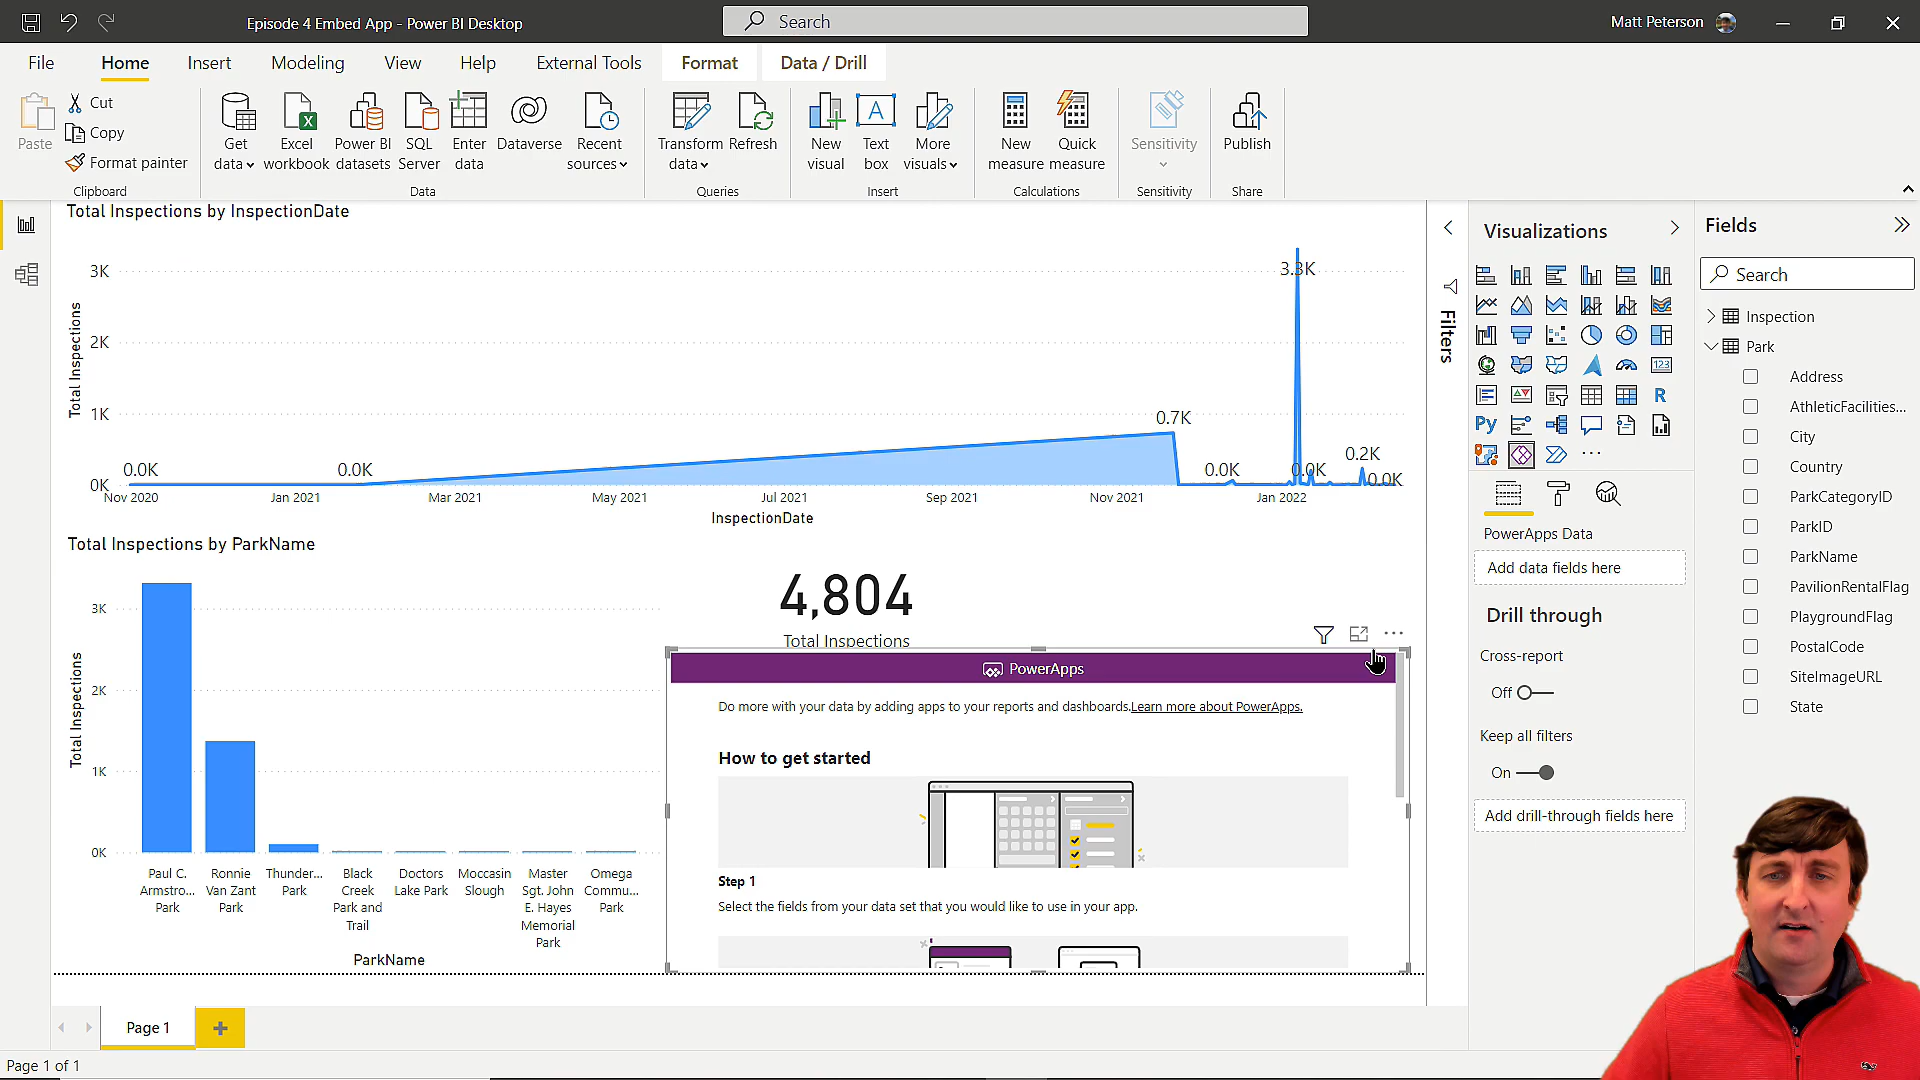 Episode 4 Embed App - Power BI Desktop
Search
Matt Peterson
File
Home
Insert
Modeling
View
Help
External Tools
Format
Data / Drill
Paste
Cut
Copy
Format painter
Clipboard
Get
data
Excel
workbook
Power BI
datasets
SQL
Server
Enter
data
Dataverse
Recent
sources
Data
Transform
data
Refresh
Queries
New
visual
Text
box
More
visuals
Insert
New
measure
Quick
measure
Calculations
Sensitivity
Sensitivity
Publish
Share
Total Inspections by InspectionDate
Total Inspections
3K
2K
1K
0K
0.0K
0.0K
0.7K
0.0K
3.3K
0.0K
0.2K
0.0K
Nov 2020
Jan 2021
Mar 2021
May 2021
Jul 2021
Sep 2021
Nov 2021
Jan 2022
InspectionDate
Total Inspections by ParkName
Total Inspections
3K
2K
1K
0K
Paul C.
Armstro...
Park
Ronnie
Van Zant
Park
Thunder...
Park
Black
Creek
Park and
Trail
Doctors
Lake Park
Moccasin
Slough
Master
Sgt. John
E. Hayes
Memorial
Park
Omega
Commu...
Park
ParkName
4,804
Total Inspections
PowerApps
Do more with your data by adding apps to your reports and dashboards.Learn more about PowerApps.
How to get started
Step 1
Select the fields from your data set that you would like to use in your app.
Filters
Visualizations
123
R
Py
PowerApps Data
Add data fields here
Drill through
Cross-report
Off
Keep all filters
On
Add drill-through fields here
Fields
Search
Inspection
Park
Address
AthleticFacilities...
City
Country
ParkCategoryID
ParkID
ParkName
PavilionRentalFlag
PlaygroundFlag
PostalCode
SiteImageURL
State
Page 1
Page 1 of 1